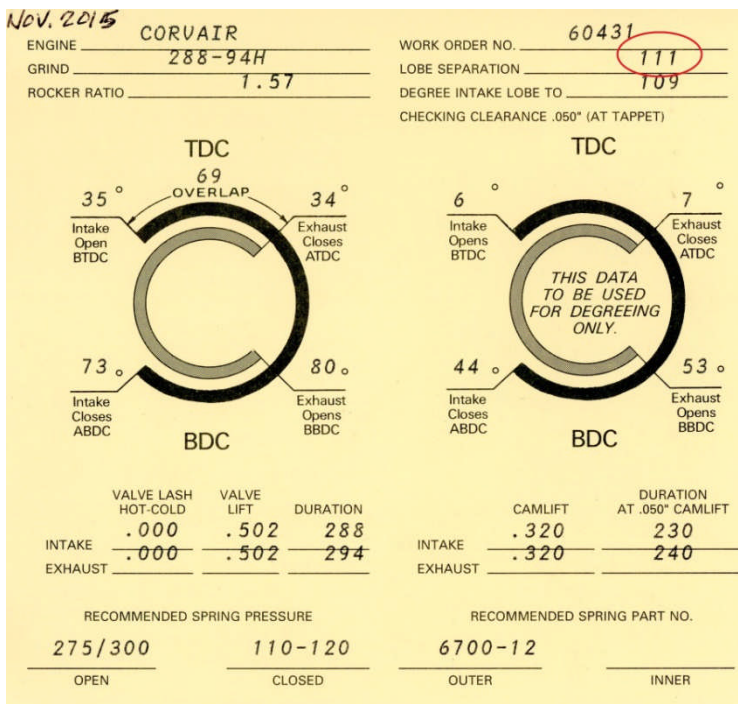 Nov. 2015
ENGINE CORVAIR
GRIND 288-94H
ROCKER RATIO 1.57
WORK ORDER NO. 60431
LOBE SEPARATION 111
DEGREE INTAKE LOBE TO 109
CHECKING CLEARANCE .050" (AT TAPPET)
TDC
69
OVERLAP
35°
Intake
Open
BTDC
34°
Exhaust
Closes
ATDC
73°
Intake
Closes
ABDC
80°
Exhaust
Opens
BBDC
BDC
TDC
6°
Intake
Opens
BTDC
7°
Exhaust
Closes
ATDC
THIS DATA
TO BE USED
FOR DEGREEING
ONLY.
44°
Intake
Closes
ABDC
53°
Exhaust
Opens
BBDC
BDC
VALVE LASH VALVE
HOT-COLD LIFT DURATION
INTAKE .000 .502 288
EXHAUST .000 .502 294
DURATION
CAMLIFT AT .050" CAMLIFT
INTAKE .320 230
EXHAUST .320 240
RECOMMENDED SPRING PRESSURE
275/300 110-120
OPEN CLOSED
RECOMMENDED SPRING PART NO.
6700-12
OUTER INNER